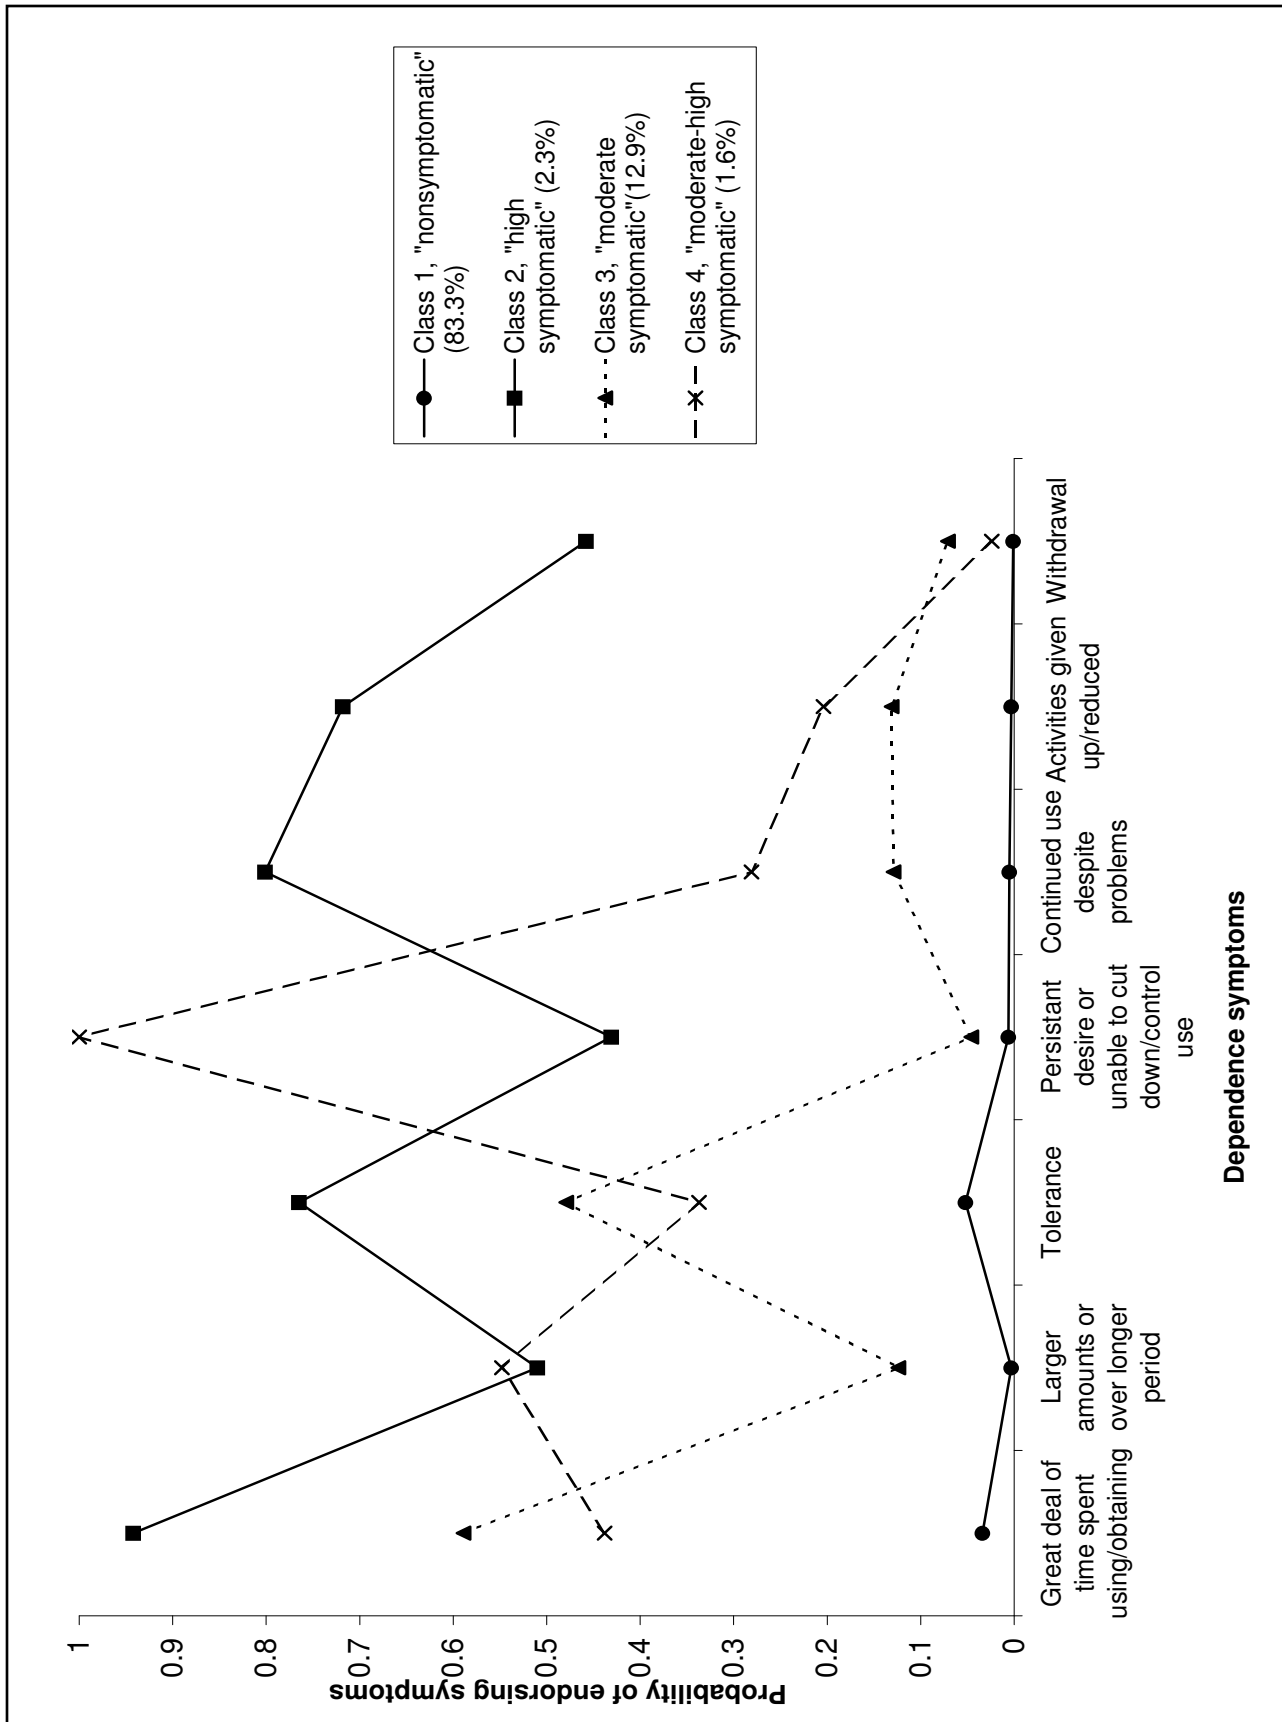 Class 1, "nonsymptomatic"
(83.3%)
Class 2, "high
symptomatic" (2.3%)
Class 3, "moderate
symptomatic"(12.9%)
Class 4, "moderate-high
symptomatic" (1.6%)
Probability of endorsing symptoms
1
0.9
0.8
0.7
0.6
0.5
0.4
0.3
0.2
0.1
0
Great deal of
time spent
using/obtaining
Larger
amounts or
over longer
period
Tolerance
Persistant
desire or
unable to cut
down/control
use
Continued use
despite
problems
Activities given
up/reduced
Withdrawal
Dependence symptoms